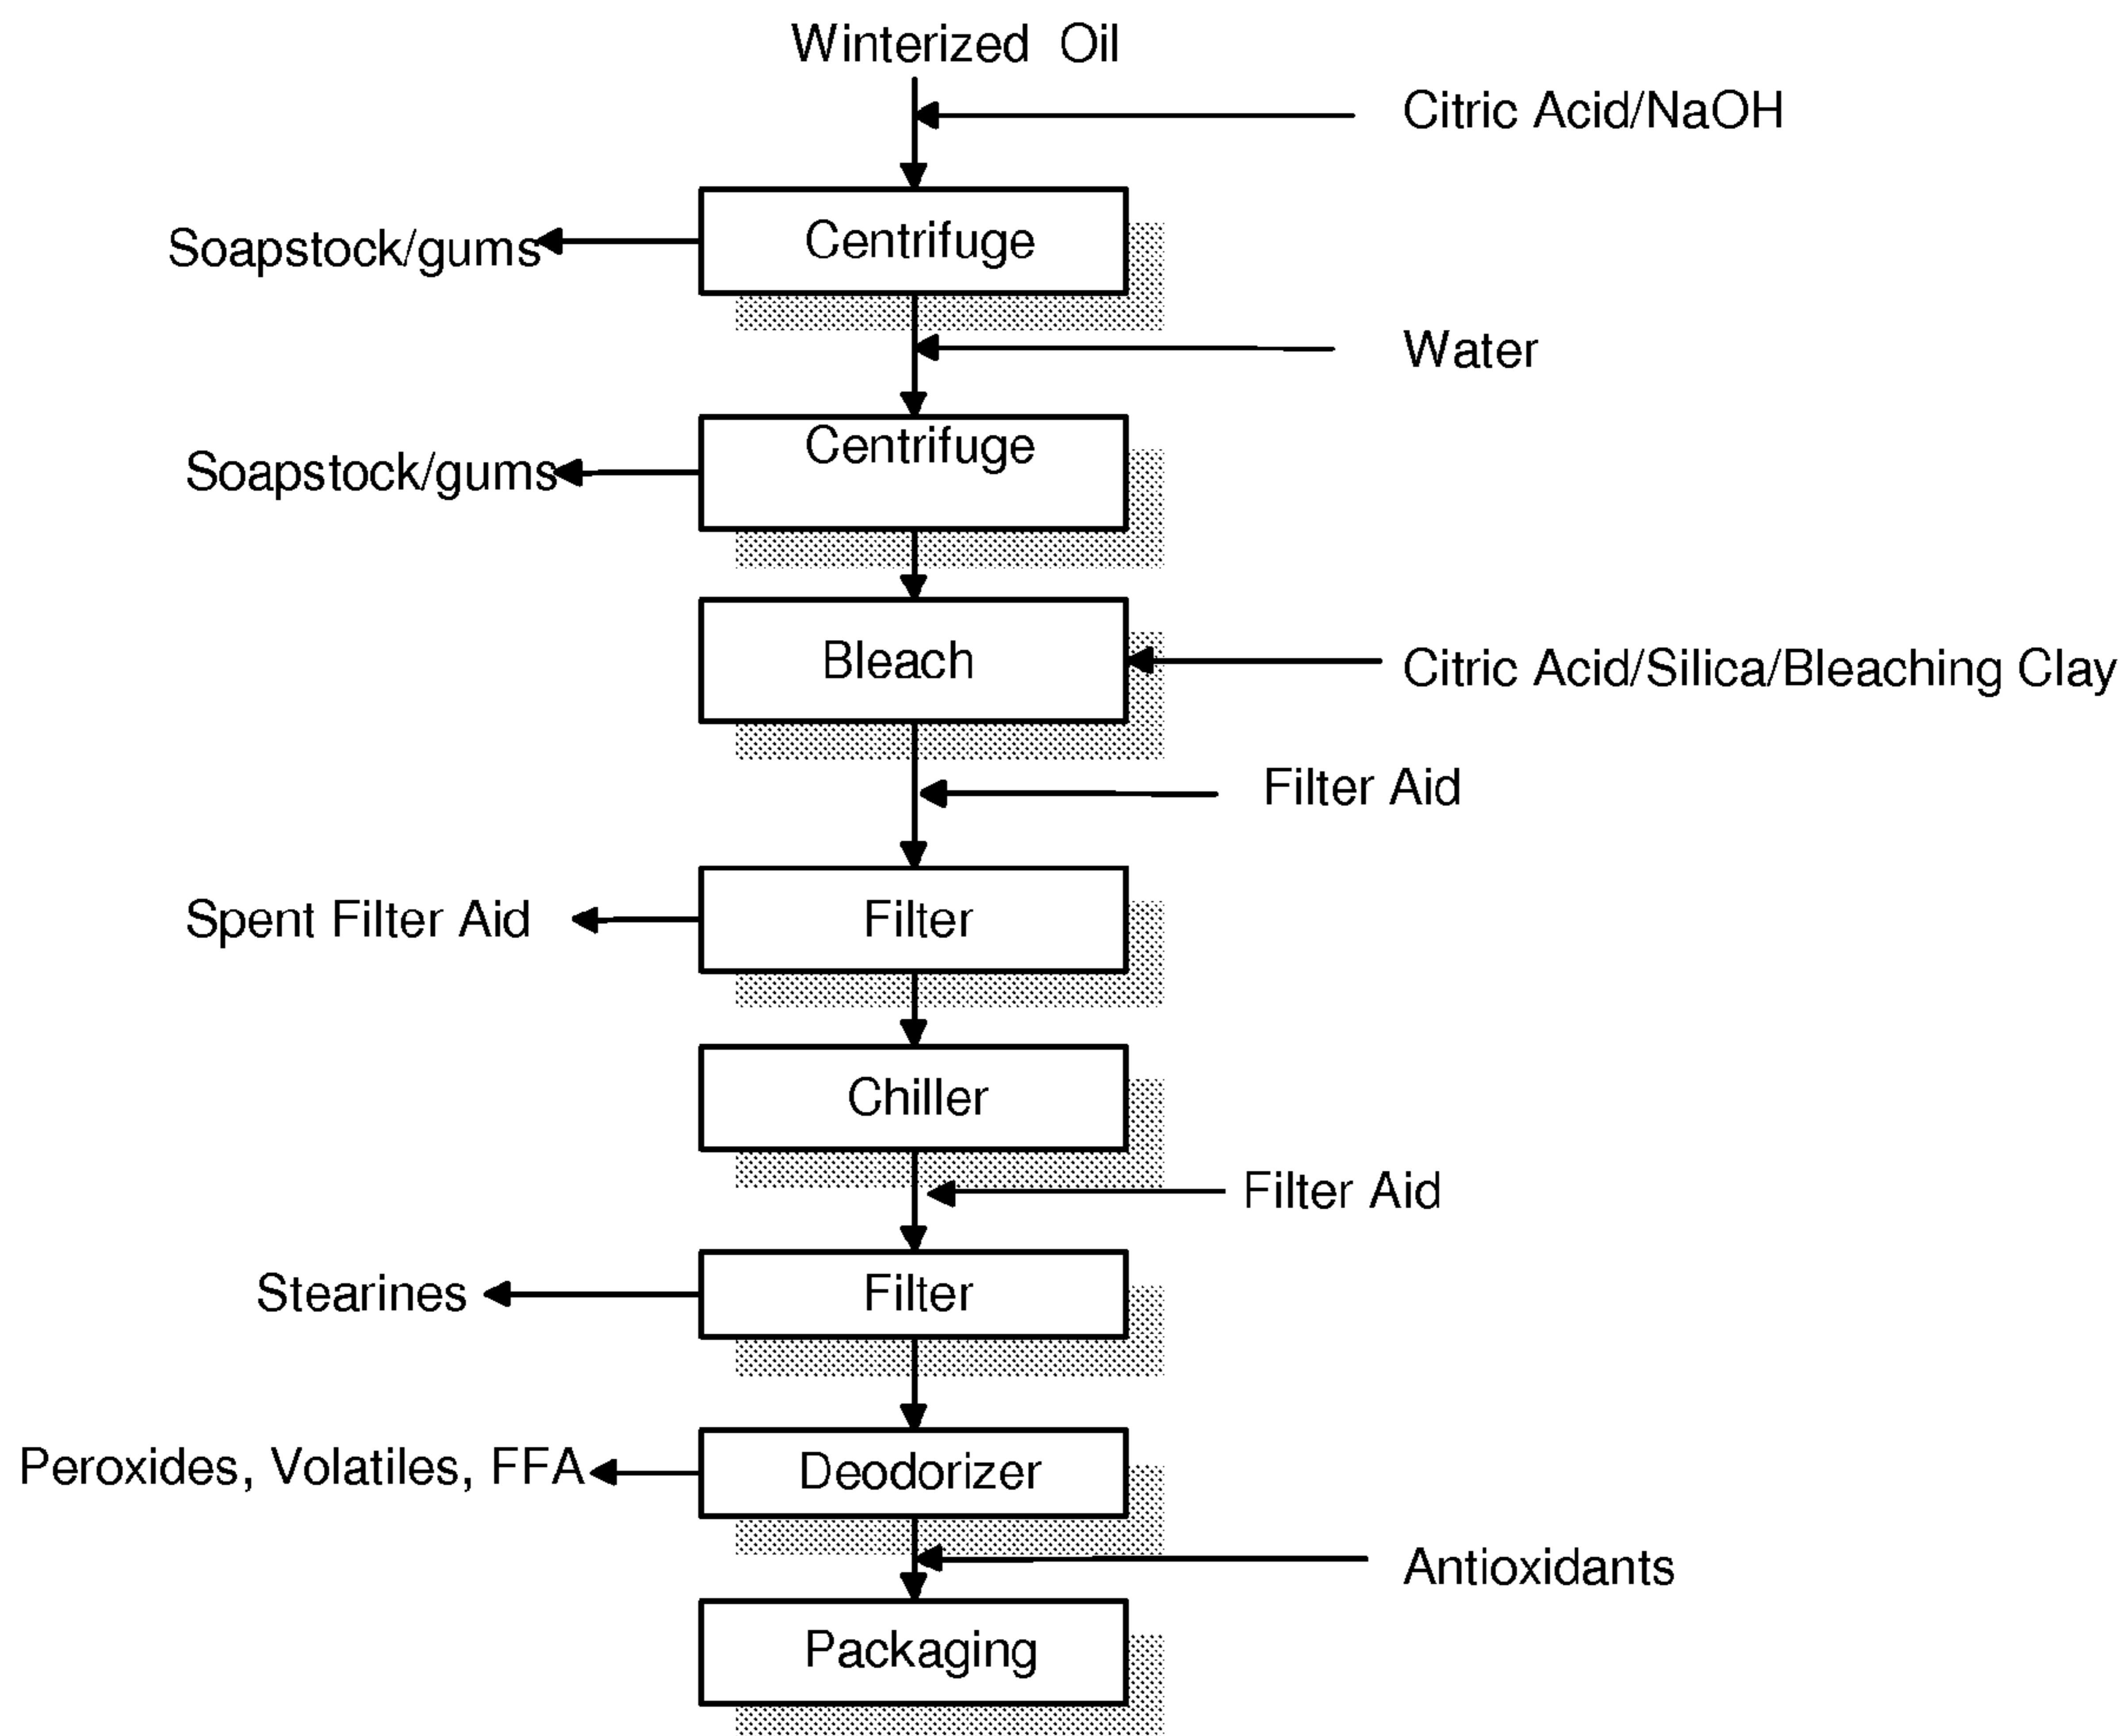 Winterized Oil
Citric Acid/NaOH
Centrifuge
Soapstock/gums
Water
Centrifuge
Soapstock/gums
Bleach
Citric Acid/Silica/Bleaching Clay
Filter Aid
Spent Filter Aid
Filter
Chiller
Filter Aid
Stearines
Filter
Peroxides, Volatiles, FFA
Deodorizer
Antioxidants
Packaging